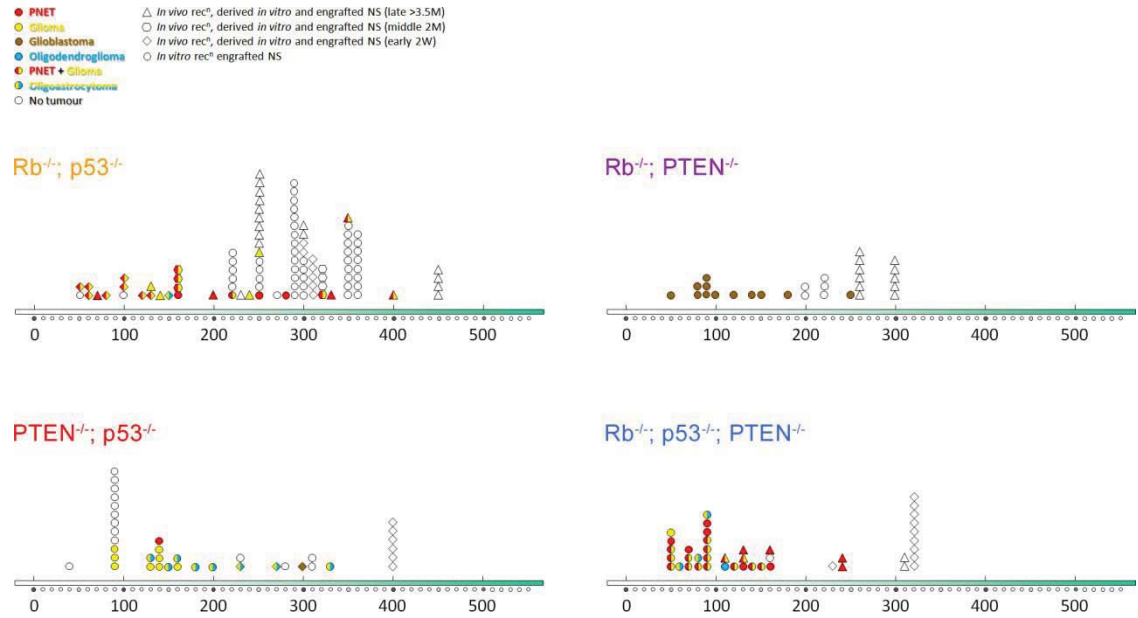 PNET
Glioma
Glioblastoma
Oligodendroglioma
PNET + Glioma
Oligoastrocytoma
No tumour
In vivo recⁿ, derived in vitro and engrafted NS (late >3.5M)
In vivo recⁿ, derived in vitro and engrafted NS (middle 2M)
In vivo recⁿ, derived in vitro and engrafted NS (early 2W)
In vitro recⁿ engrafted NS
Rb⁻/⁻; p53⁻/⁻
0 100 200 300 400 500
Rb⁻/⁻; PTEN⁻/⁻
0 100 200 300 400 500
PTEN⁻/⁻; p53⁻/⁻
0 100 200 300 400 500
Rb⁻/⁻; p53⁻/⁻; PTEN⁻/⁻
0 100 200 300 400 500